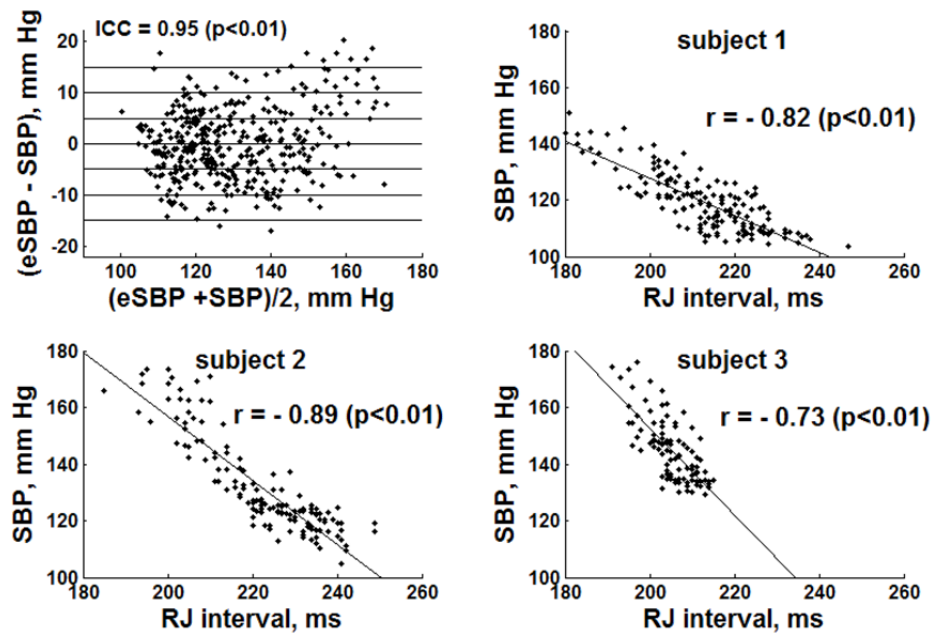 ICC = 0.95 (p<0.01)
(eSBP - SBP), mm Hg
20
10
0
-10
-20
100 120 140 160 180
(eSBP +SBP)/2, mm Hg
subject 1
r = - 0.82 (p<0.01)
SBP, mm Hg
180
160
140
120
100
180 200 220 240 260
RJ interval, ms
subject 2
r = - 0.89 (p<0.01)
SBP, mm Hg
180
160
140
120
100
180 200 220 240 260
RJ interval, ms
subject 3
r = - 0.73 (p<0.01)
SBP, mm Hg
180
160
140
120
100
180 200 220 240 260
RJ interval, ms